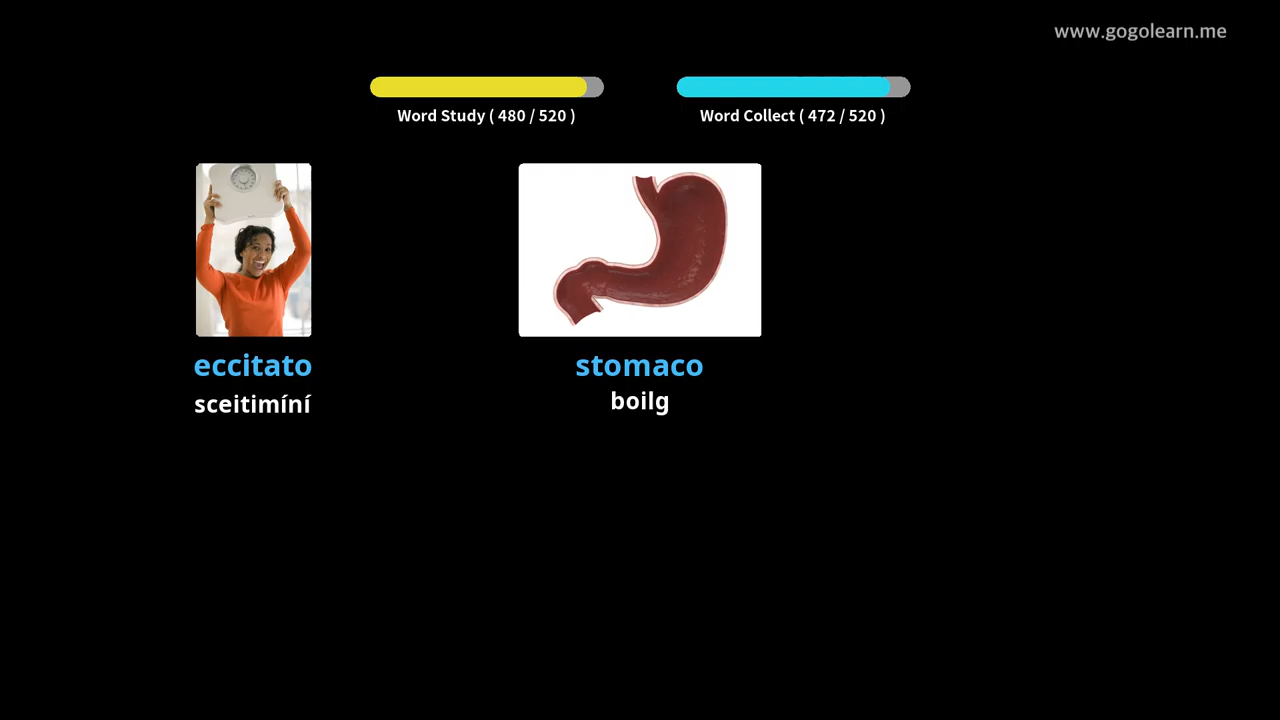 www.gogolearn.me
Word Study ( 480 / 520 )
Word Collect ( 472 / 520 )
eccitato
sceitimíní
stomaco
boilg